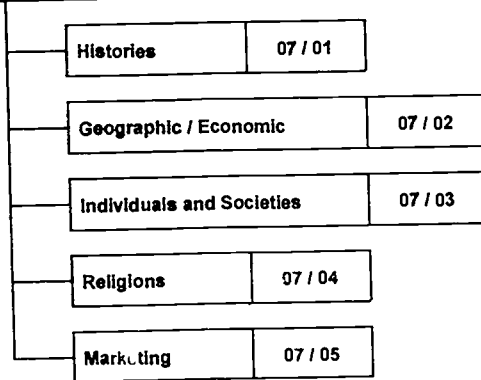 Histories 07 / 01
Geographic / Economic 07 / 02
Individuals and Societies 07 / 03
Religions 07 / 04
Marketing 07 / 05